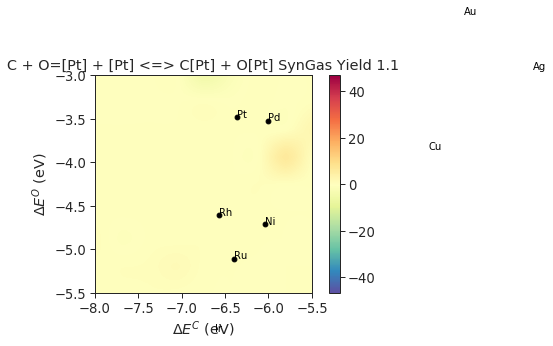 Au
C + O=[Pt] + [Pt] <=> C[Pt] + O[Pt] SynGas Yield 1.1
Ag
−3.0
−3.5
−4.0
−4.5
−5.0
−5.5
ΔE^O (eV)
Pt
Pd
Cu
Rh
Ni
Ru
40
20
0
−20
−40
−8.0 −7.5 −7.0 −6.5 −6.0 −5.5
ΔE^C (eV)
Ir